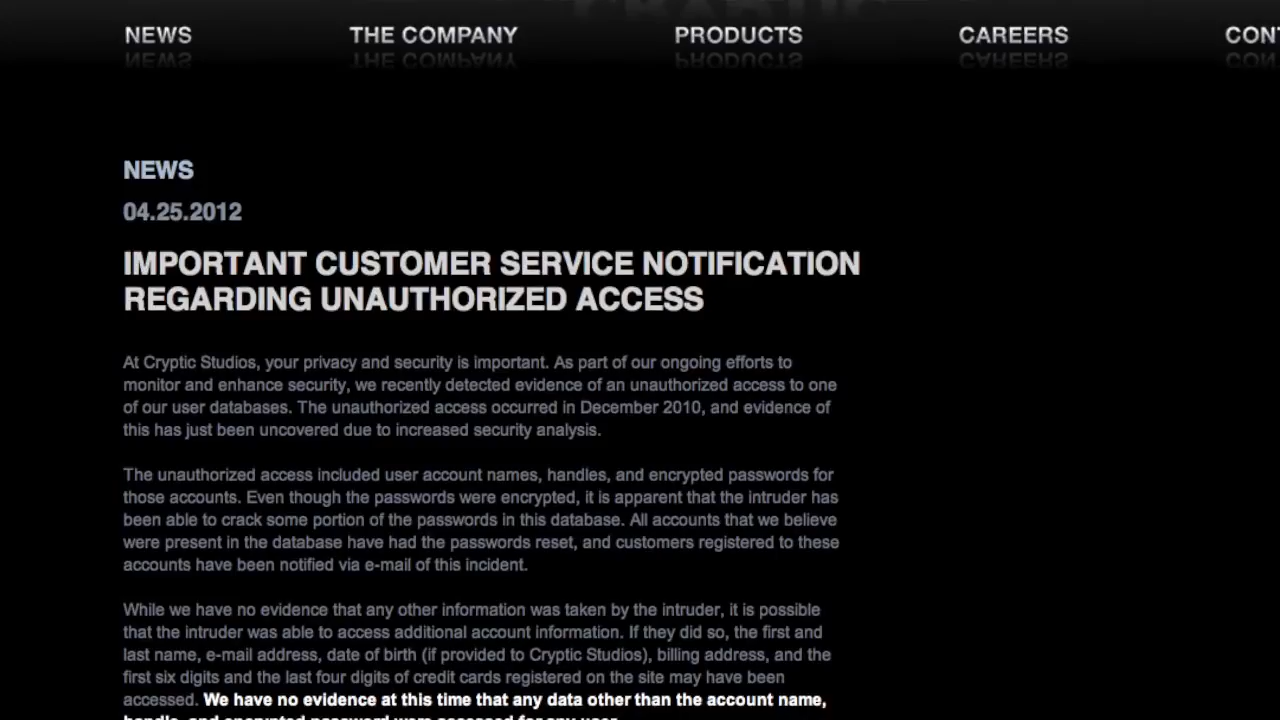 NEWS THE COMPANY PRODUCTS CAREERS
NEWS
04.25.2012
IMPORTANT CUSTOMER SERVICE NOTIFICATION
REGARDING UNAUTHORIZED ACCESS
At Cryptic Studios, your privacy and security is important. As part of our ongoing efforts to
monitor and enhance security, we recently detected evidence of an unauthorized access to one
of our user databases. The unauthorized access occurred in December 2010, and evidence of
this has just been uncovered due to increased security analysis.
The unauthorized access included user account names, handles, and encrypted passwords for
those accounts. Even though the passwords were encrypted, it is apparent that the intruder has
been able to crack some portion of the passwords in this database. All accounts that we believe
were present in the database have had the passwords reset, and customers registered to these
accounts have been notified via e-mail of this incident.
While we have no evidence that any other information was taken by the intruder, it is possible
that the intruder was able to access additional account information. If they did so, the first and
last name, e-mail address, date of birth (if provided to Cryptic Studios), billing address, and the
first six digits and the last four digits of credit cards registered on the site may have been
accessed. We have no evidence at this time that any data other than the account name,
handle, and encrypted password were accessed for any user.